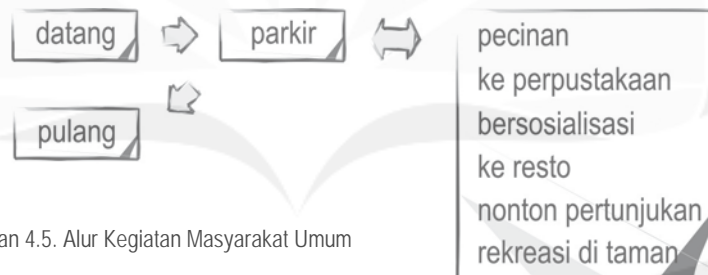 datang
parkir
pulang
pecinan
ke perpustakaan
bersosialisasi
ke resto
nonton pertunjukan
rekreasi di taman
an 4.5. Alur Kegiatan Masyarakat Umum